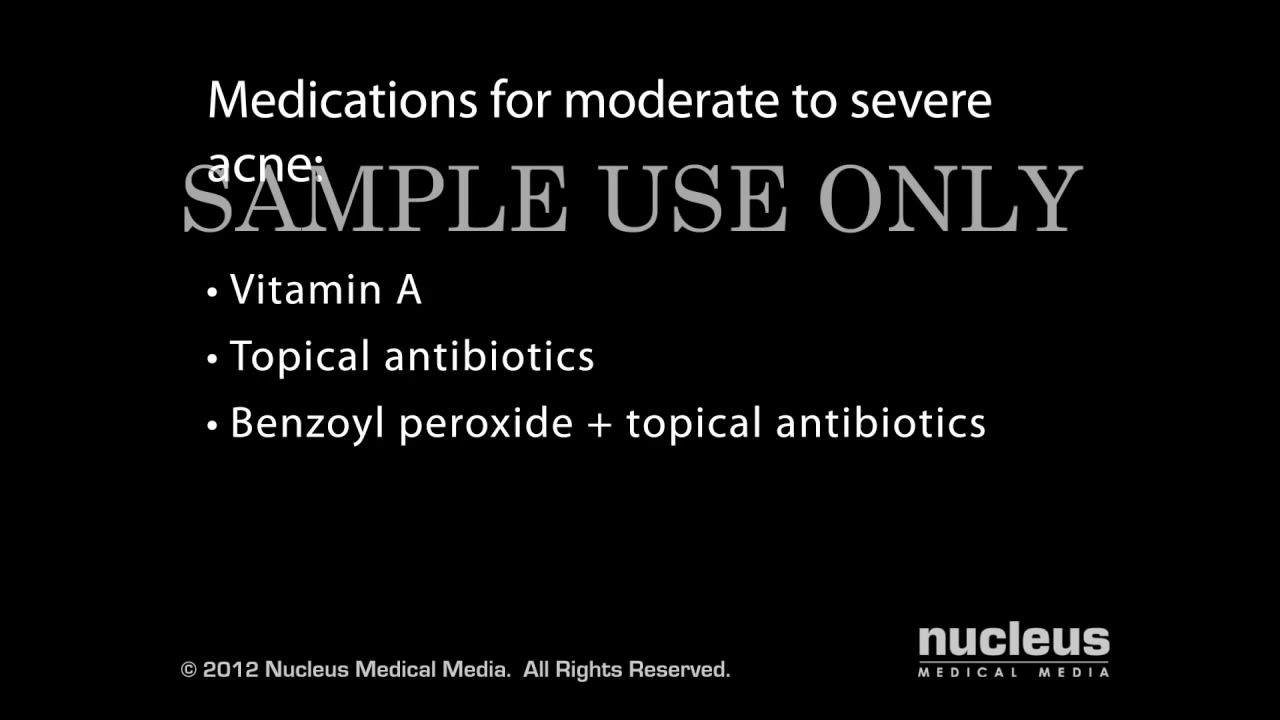 Medications for moderate to severe
acne:
SAMPLE USE ONLY
• Vitamin A
• Topical antibiotics
• Benzoyl peroxide + topical antibiotics
© 2012 Nucleus Medical Media. All Rights Reserved.
nucleus
MEDICAL MEDIA